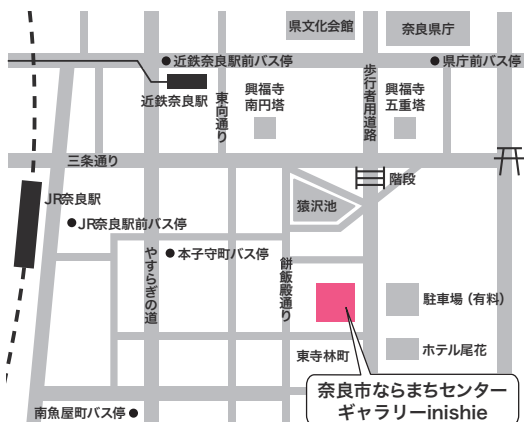 県文化会館
奈良県庁
近鉄奈良駅前バス停
県庁前バス停
近鉄奈良駅
東向通り
興福寺
南円塔
歩行者用道路
興福寺
五重塔
三条通り
階段
JR奈良駅
猿沢池
JR奈良駅前バス停
やすらぎの道
本子守町バス停
餅飯殿通り
駐車場（有料）
東寺林町
ホテル尾花
奈良市ならまちセンター
ギャラリーinishie
南魚屋町バス停